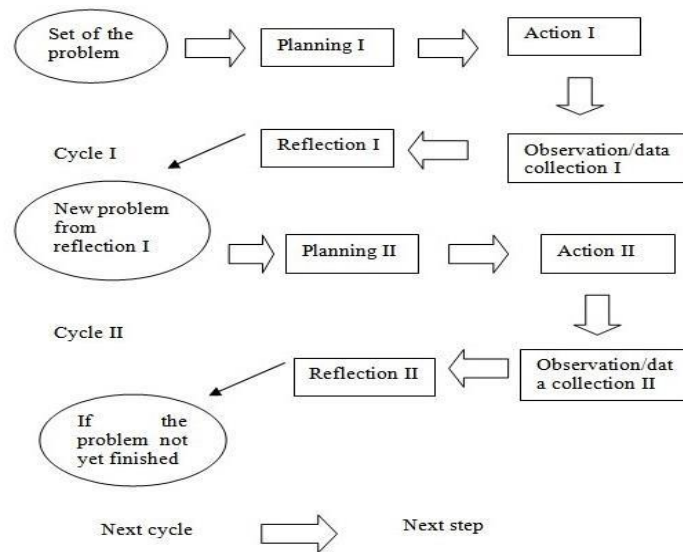 Set of the
problem
Planning I
Action I
Cycle I
Reflection I
Observation/data
collection I
New problem
from
reflection I
Planning II
Action II
Cycle II
Reflection II
Observation/dat
a collection II
If the
problem not
yet finished
Next cycle
Next step